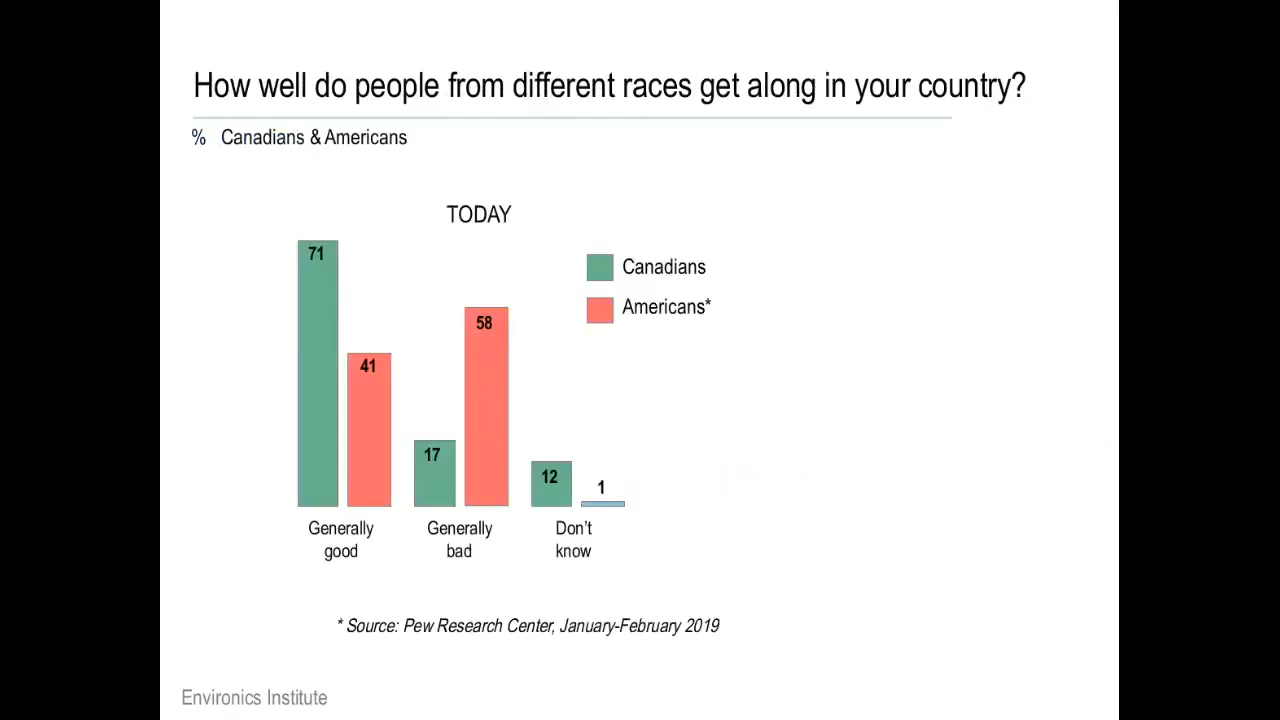 How well do people from different races get along in your country?
% Canadians & Americans
TODAY
71
41
17
58
12
1
Canadians
Americans*
Generally
good
Generally
bad
Don't
know
* Source: Pew Research Center, January-February 2019
Environics Institute